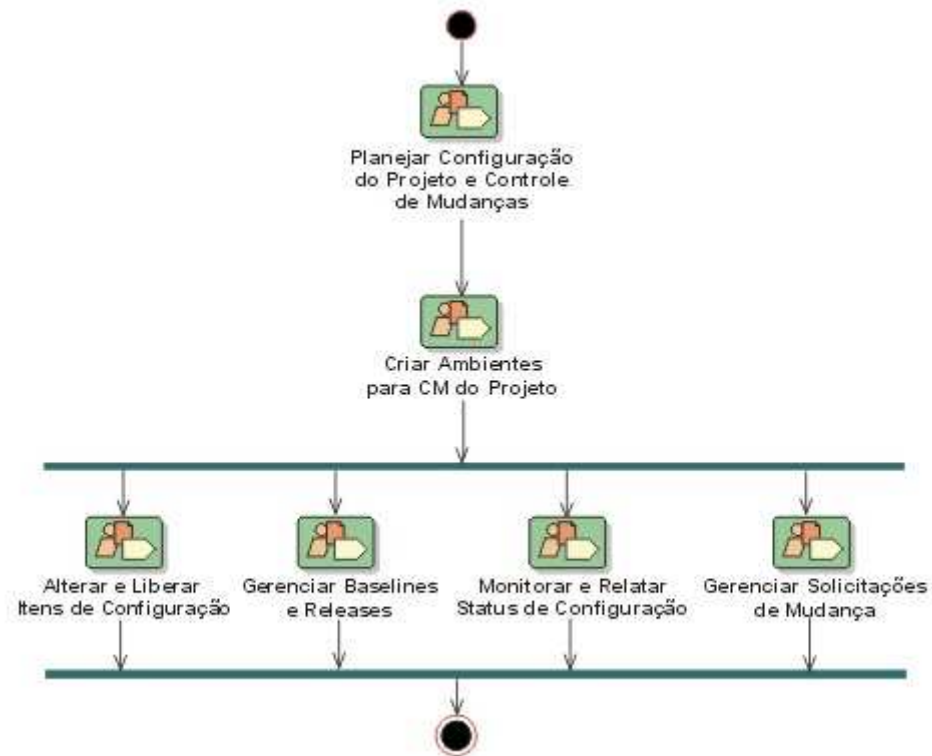 Planejar Configuração
do Projeto e Controle
de Mudanças
Criar Ambientes
para CM do Projeto
Alterar e Liberar
Itens de Configuração
Gerenciar Baselines
e Releases
Monitorar e Relatar
Status de Configuração
Gerenciar Solicitações
de Mudança